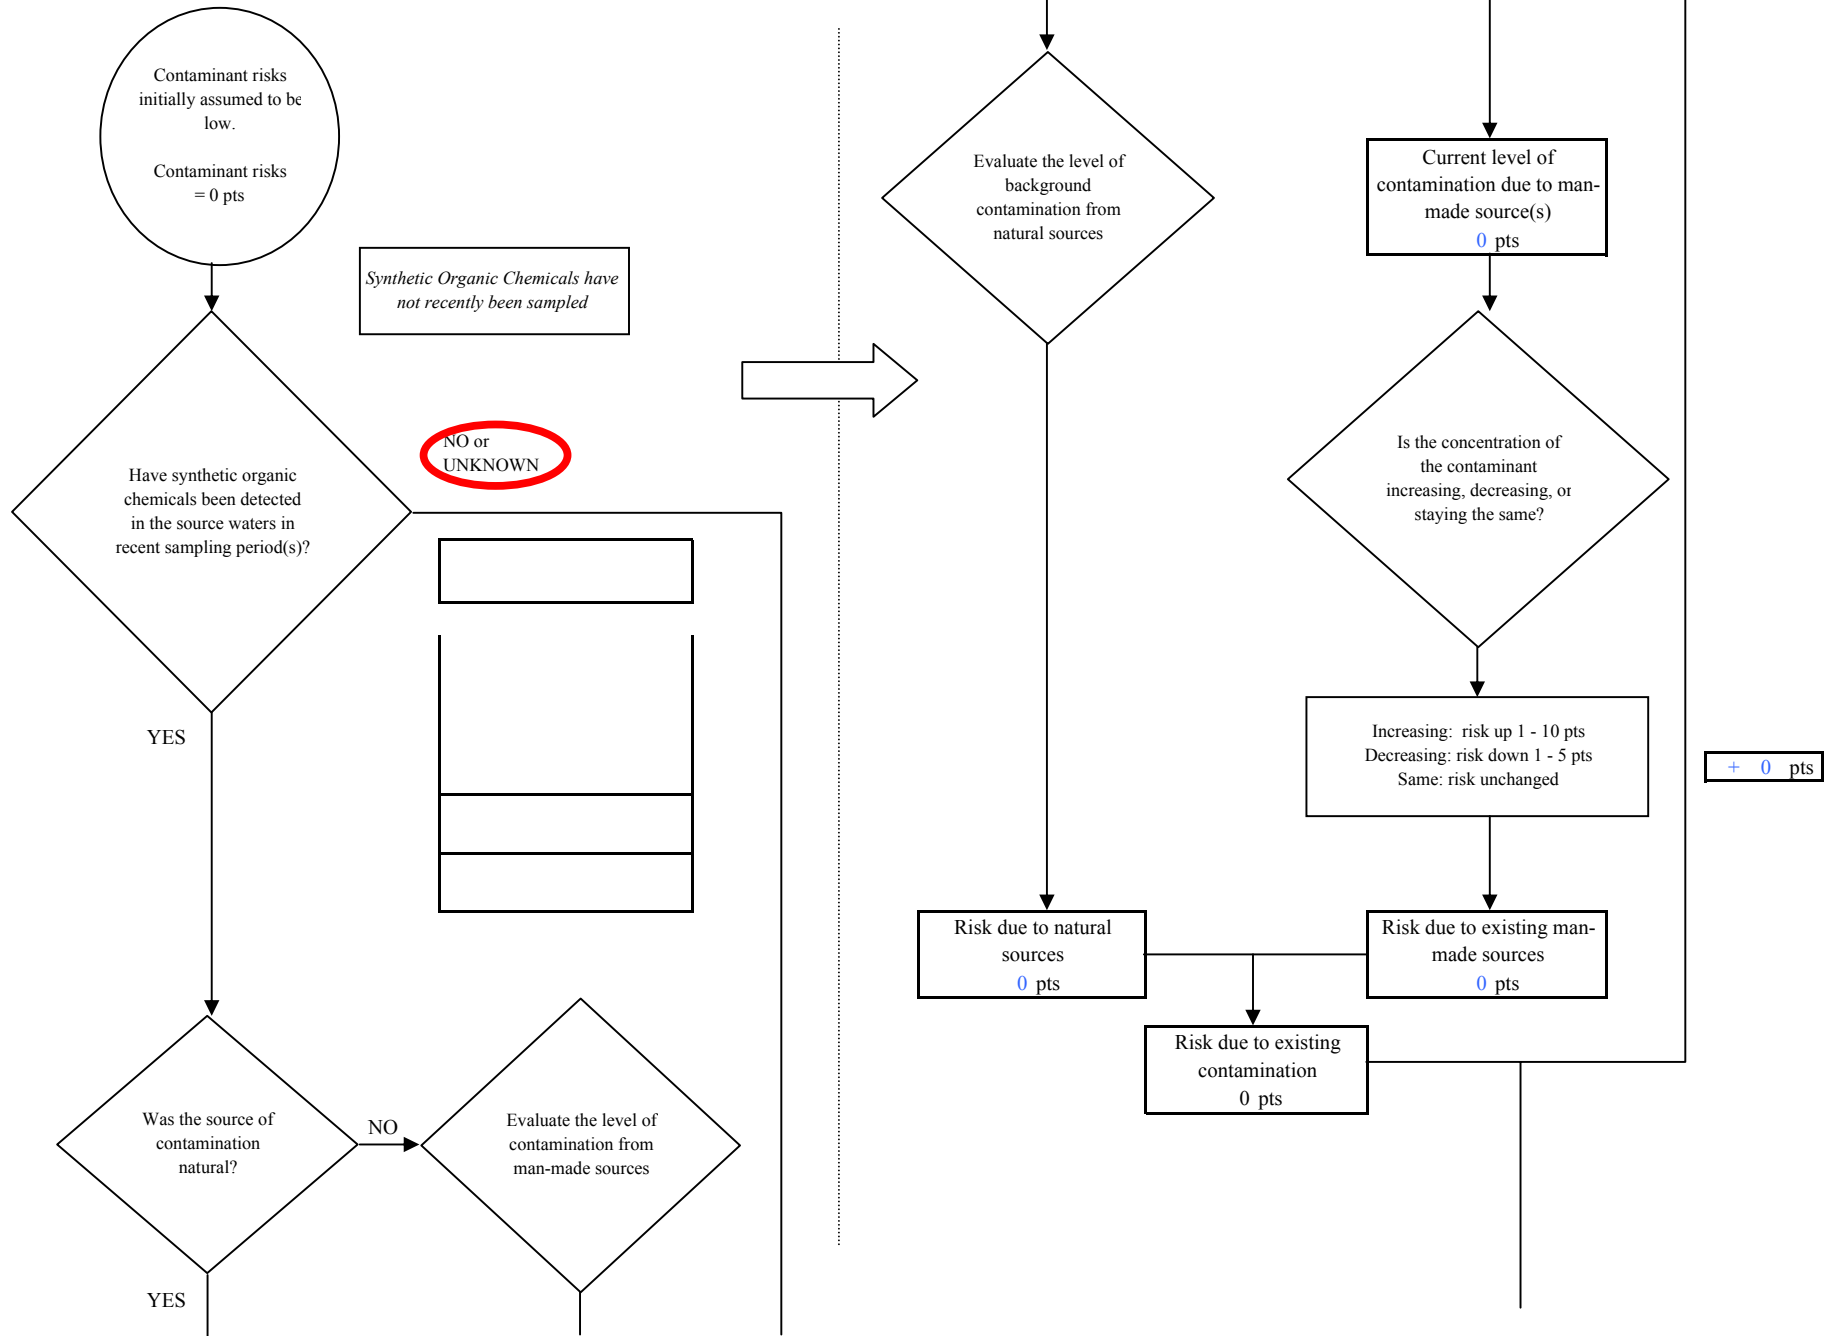 Contaminant risks
initially assumed to be
low.
Contaminant risks
= 0 pts
Synthetic Organic Chemicals have
not recently been sampled
NO or
UNKNOWN
Have synthetic organic
chemicals been detected
in the source waters in
recent sampling period(s)?
YES
Was the source of
contamination
natural?
NO
Evaluate the level of
contamination from
man-made sources
YES
Evaluate the level of
background
contamination from
natural sources
Current level of
contamination due to man-
made source(s)
0 pts
Is the concentration of
the contaminant
increasing, decreasing, or
staying the same?
Increasing: risk up 1 - 10 pts
Decreasing: risk down 1 - 5 pts
Same: risk unchanged
+ 0 pts
Risk due to natural
sources
0 pts
Risk due to existing man-
made sources
0 pts
Risk due to existing
contamination
0 pts